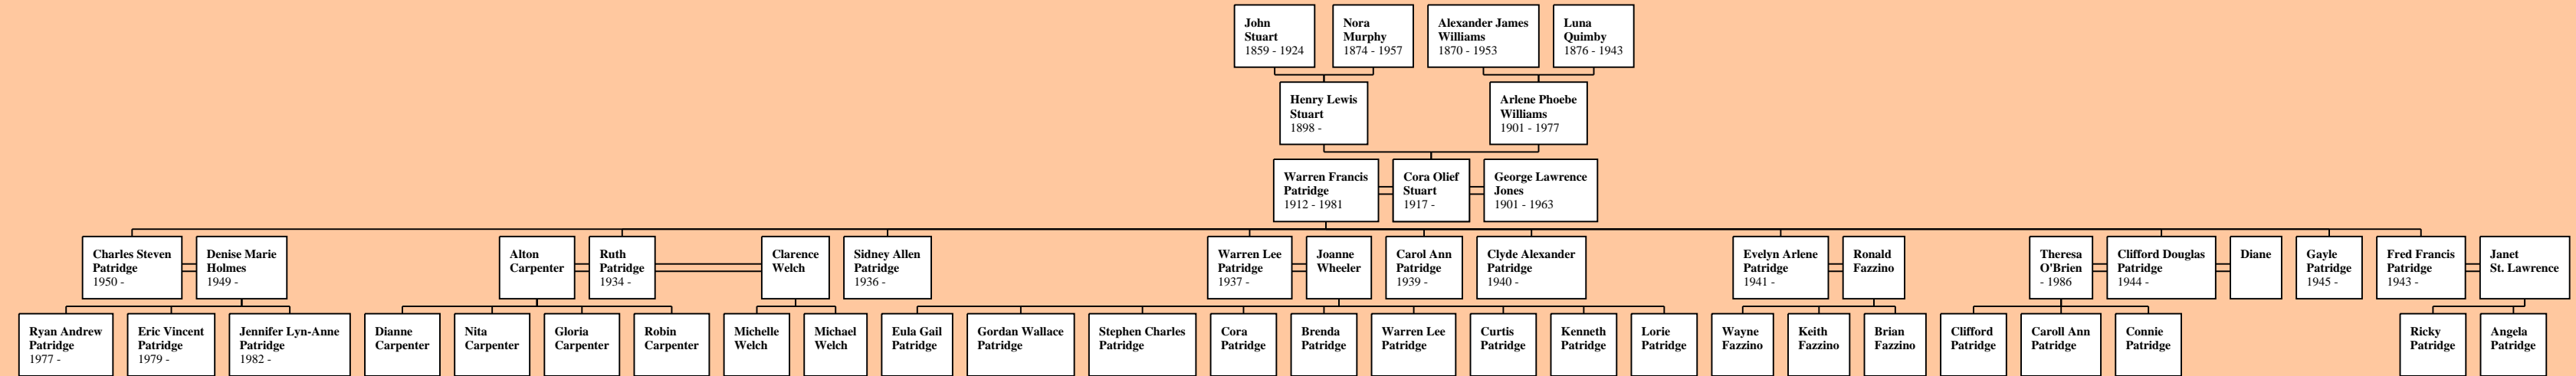 John
Stuart
1859 - 1924
Nora
Murphy
1874 - 1957
Alexander James
Williams
1870 - 1953
Luna
Quimby
1876 - 1943
Henry Lewis
Stuart
1898 -
Arlene Phoebe
Williams
1901 - 1977
Warren Francis
Patridge
1912 - 1981
Cora Olief
Stuart
1917 -
George Lawrence
Jones
1901 - 1963
Charles Steven
Patridge
1950 -
Denise Marie
Holmes
1949 -
Alton
Carpenter
Ruth
Patridge
1934 -
Clarence
Welch
Sidney Allen
Patridge
1936 -
Warren Lee
Patridge
1937 -
Joanne
Wheeler
Carol Ann
Patridge
1939 -
Clyde Alexander
Patridge
1940 -
Evelyn Arlene
Patridge
1941 -
Ronald
Fazzino
Theresa
O'Brien
- 1986
Clifford Douglas
Patridge
1944 -
Diane
Gayle
Patridge
1945 -
Fred Francis
Patridge
1943 -
Janet
St. Lawrence
Ryan Andrew
Patridge
1977 -
Eric Vincent
Patridge
1979 -
Jennifer Lyn-Anne
Patridge
1982 -
Dianne
Carpenter
Nita
Carpenter
Gloria
Carpenter
Robin
Carpenter
Michelle
Welch
Michael
Welch
Eula Gail
Patridge
Gordan Wallace
Patridge
Stephen Charles
Patridge
Cora
Patridge
Brenda
Patridge
Warren Lee
Patridge
Curtis
Patridge
Kenneth
Patridge
Lorie
Patridge
Wayne
Fazzino
Keith
Fazzino
Brian
Fazzino
Clifford
Patridge
Caroll Ann
Patridge
Connie
Patridge
Ricky
Patridge
Angela
Patridge